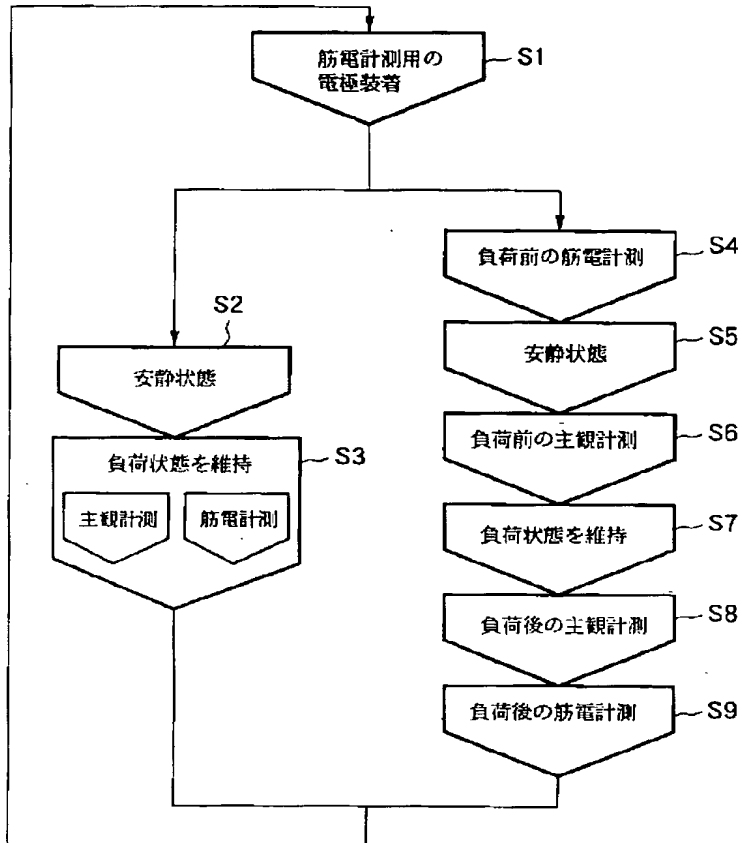 筋電計測用の
電極装着
S1
S2
安静状態
負荷状態を維持
S3
主観計測
筋電計測
負荷前の筋電計測
S4
安静状態
S5
負荷前の主観計測
S6
負荷状態を維持
S7
負荷後の主観計測
S8
負荷後の筋電計測
S9